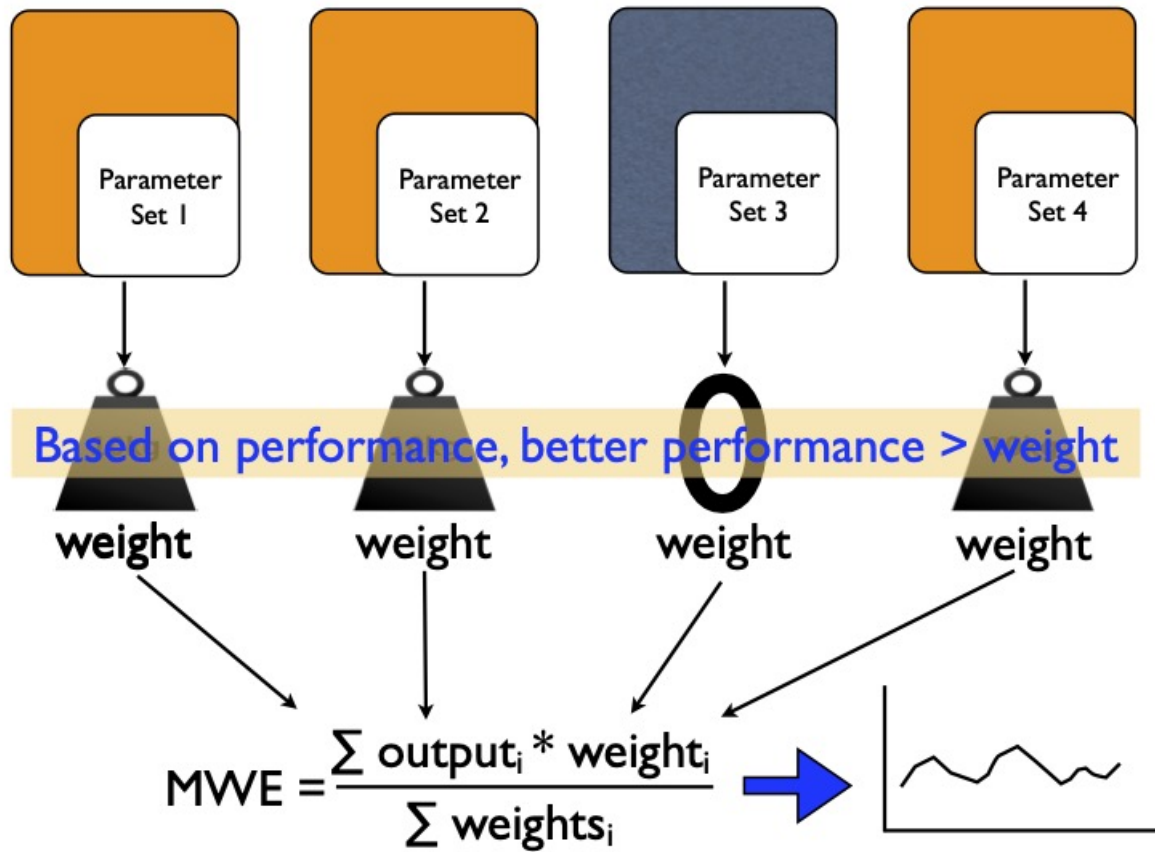 Parameter
Set 1
Parameter
Set 2
Parameter
Set 3
Parameter
Set 4
Based on performance, better performance > weight
0
weight
weight
weight
weight
MWE = ∑ outputᵢ * weightᵢ
∑ weightsᵢ